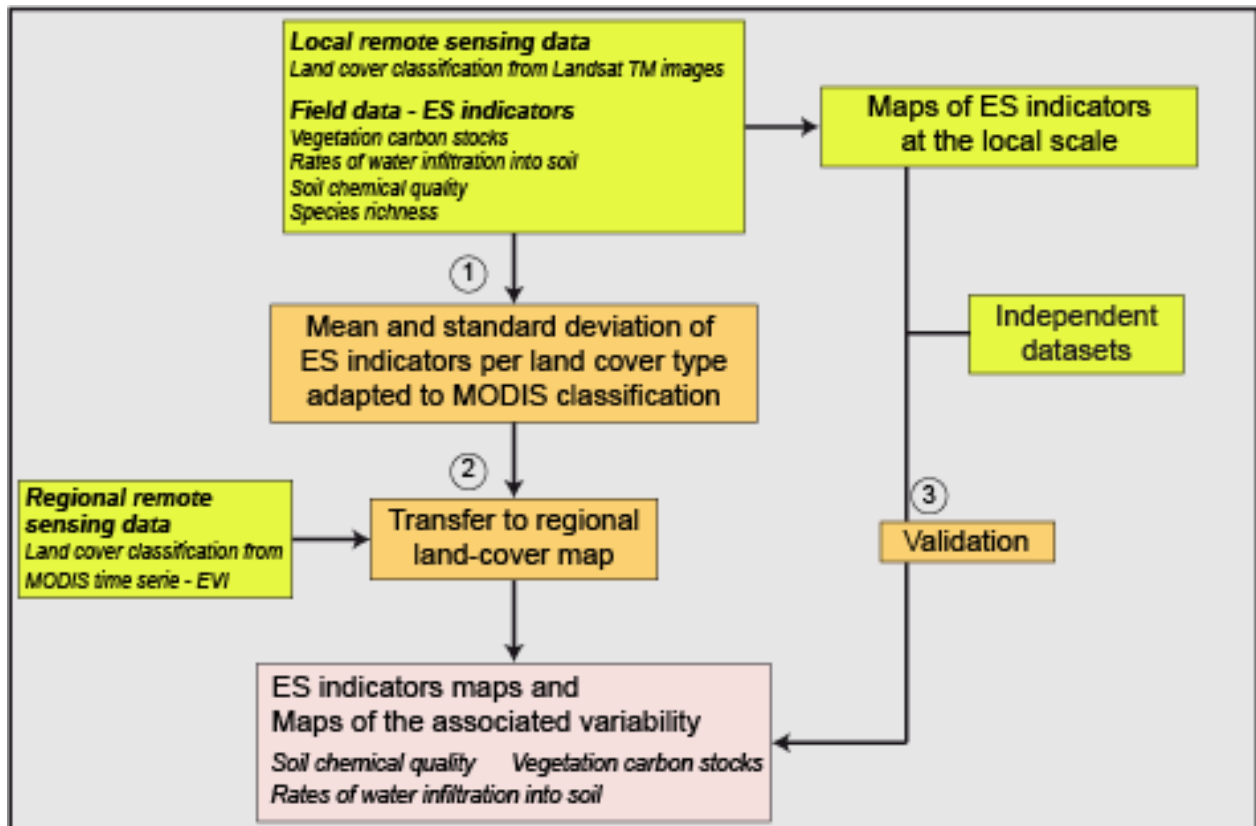 Local remote sensing data
Land cover classification from Landsat TM images
Field data - ES indicators
Vegetation carbon stocks
Rates of water infiltration into soil
Soil chemical quality
Species richness
Maps of ES indicators
at the local scale
1
Mean and standard deviation of
ES indicators per land cover type
adapted to MODIS classification
Independent
datasets
2
Regional remote
sensing data
Land cover classification from
MODIS time serie - EVI
Transfer to regional
land-cover map
3
Validation
ES indicators maps and
Maps of the associated variability
Soil chemical quality Vegetation carbon stocks
Rates of water infiltration into soil